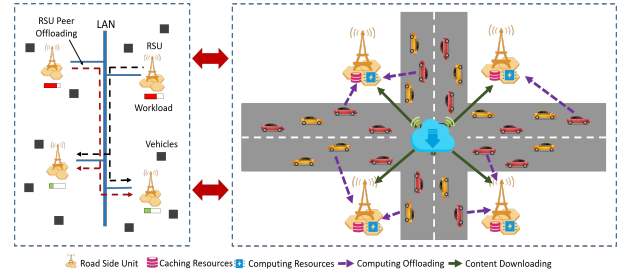 RSU Peer
Offloading
LAN
RSU
Workload
Vehicles
Road Side Unit
Caching Resources
Computing Resources
Computing Offloading
Content Downloading